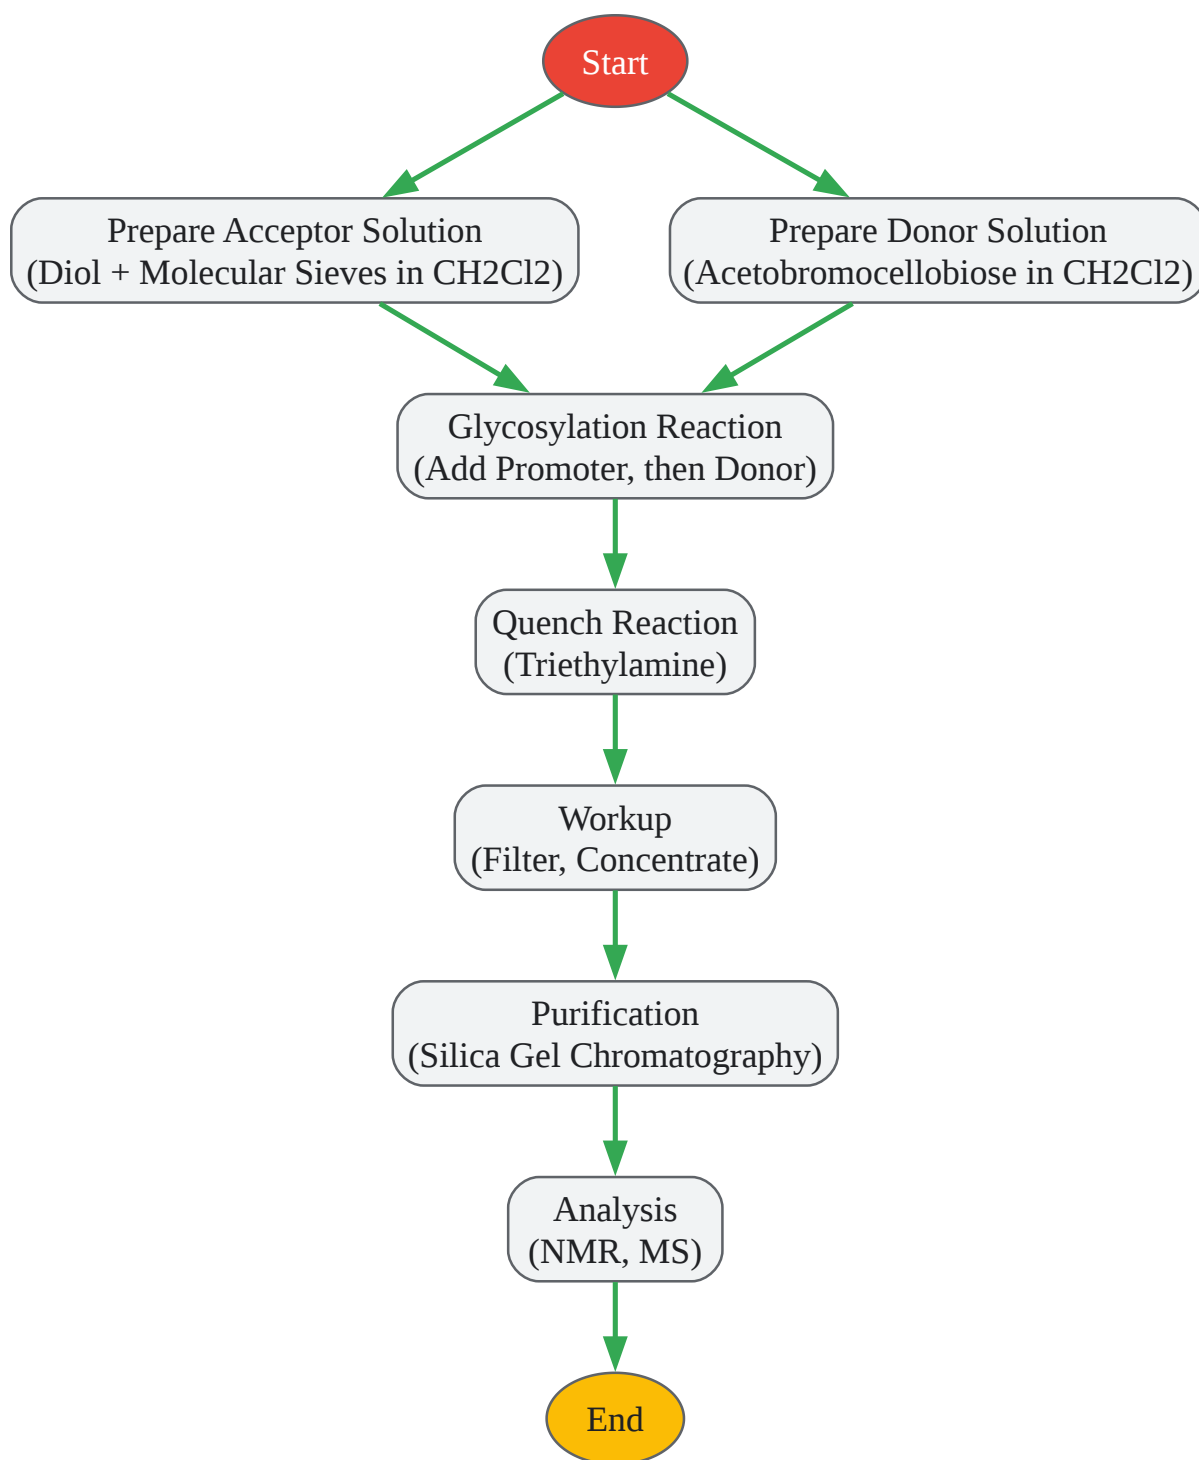 Start
Prepare Acceptor Solution
(Diol + Molecular Sieves in CH2Cl2)
Prepare Donor Solution
(Acetobromocellobiose in CH2Cl2)
Glycosylation Reaction
(Add Promoter, then Donor)
Quench Reaction
(Triethylamine)
Workup
(Filter, Concentrate)
Purification
(Silica Gel Chromatography)
Analysis
(NMR, MS)
End